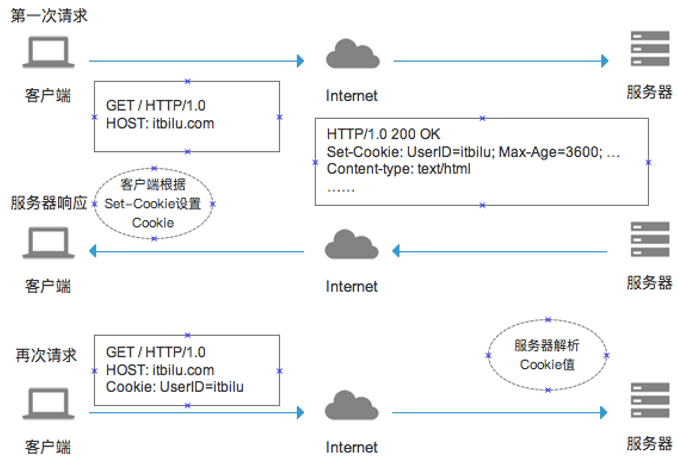 第一次请求
客户端
Internet
服务器
GET / HTTP/1.0
HOST: itbilu.com
HTTP/1.0 200 OK
Set-Cookie: UserID=itbilu; Max-Age=3600; …
Content-type: text/html
……
客户端根据
Set-Cookie设置
Cookie
服务器响应
客户端
Internet
服务器
再次请求
GET / HTTP/1.0
HOST: itbilu.com
Cookie: UserID=itbilu
服务器解析
Cookie值
客户端
Internet
服务器